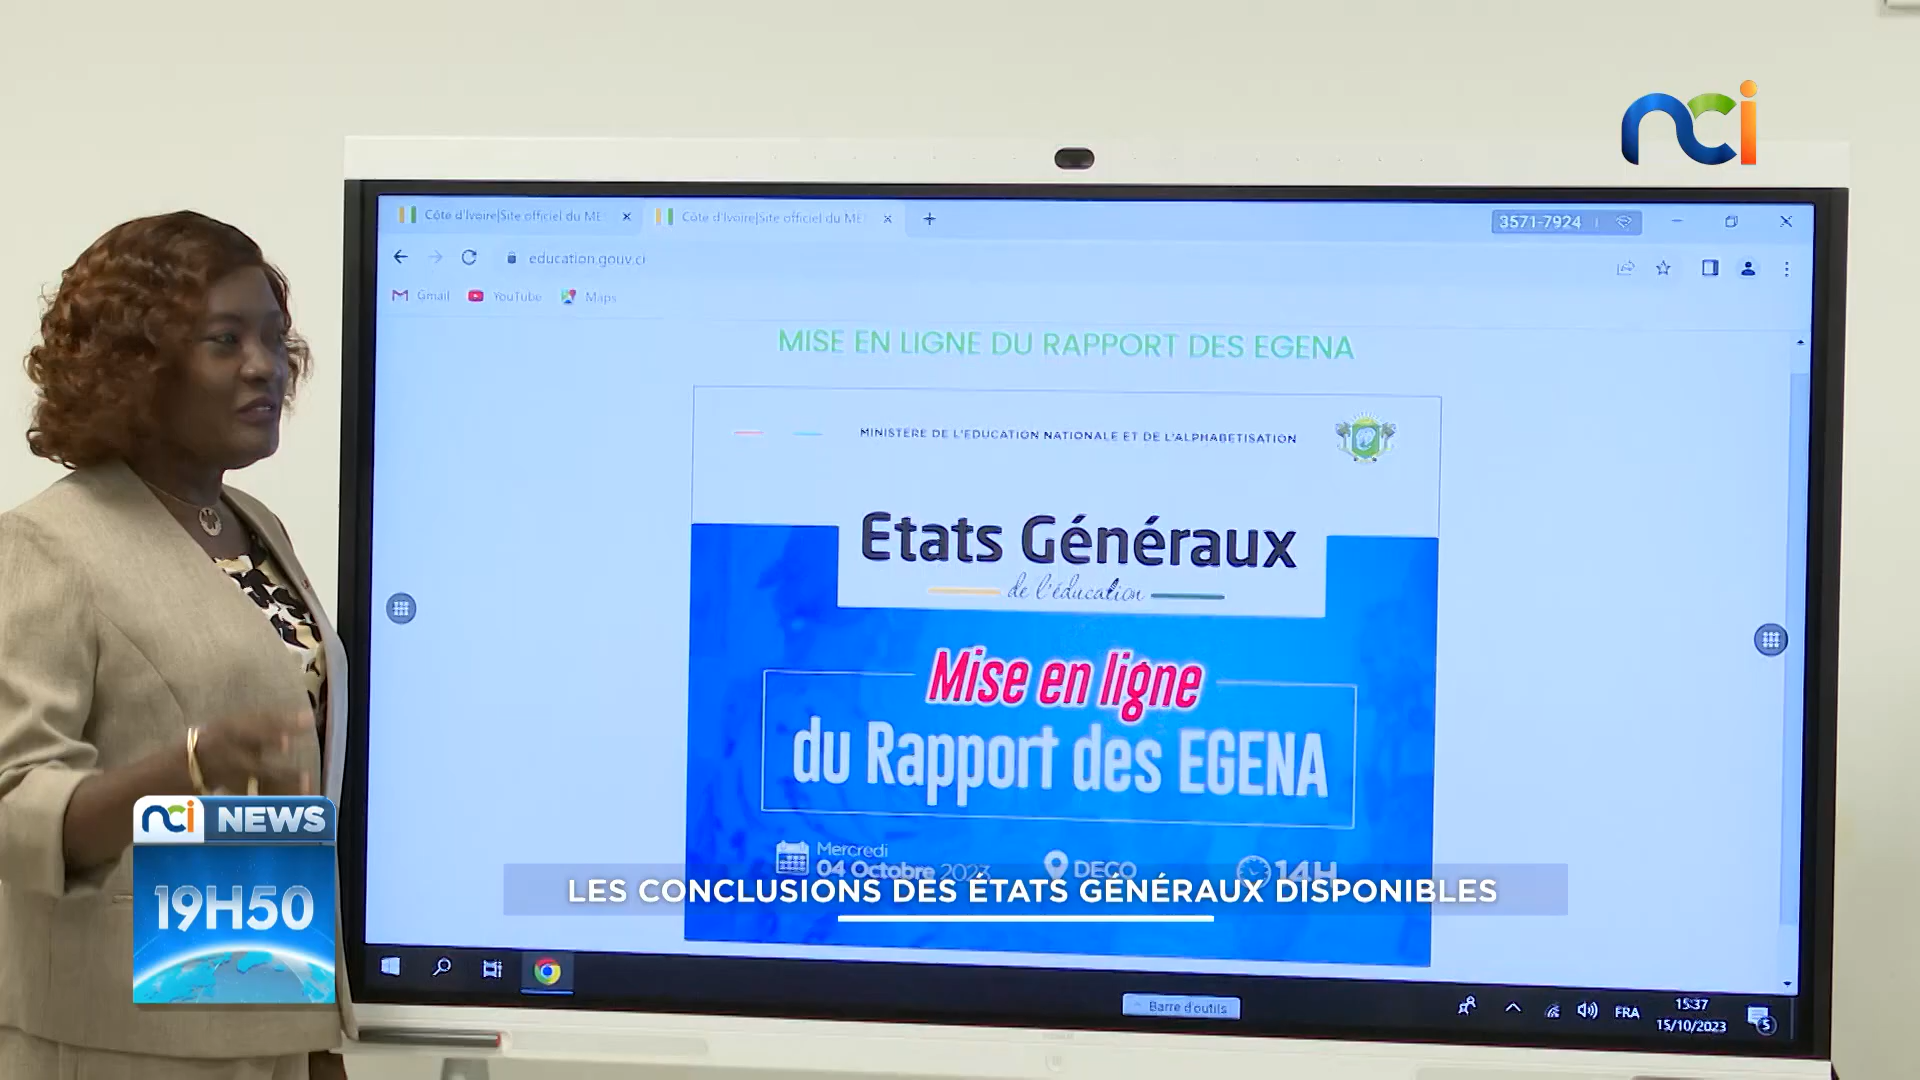 nci
Côte d'Ivoire|Site officiel du ME
Côte d'Ivoire|Site officiel du ME
3571-7924
education.gouv.ci
Gmail
YouTube
Maps
MISE EN LIGNE DU RAPPORT DES EGENA
MINISTERE DE L'EDUCATION NATIONALE ET DE L'ALPHABETISATION
Etats Généraux
de l'éducation
Mise en ligne
du Rapport des EGENA
Mercredi
04 Octobre 2023
DECO
14H
LES CONCLUSIONS DES ÉTATS GÉNÉRAUX DISPONIBLES
nci NEWS
19H50
Barre d'outils
FRA
15:37
15/10/2023
5